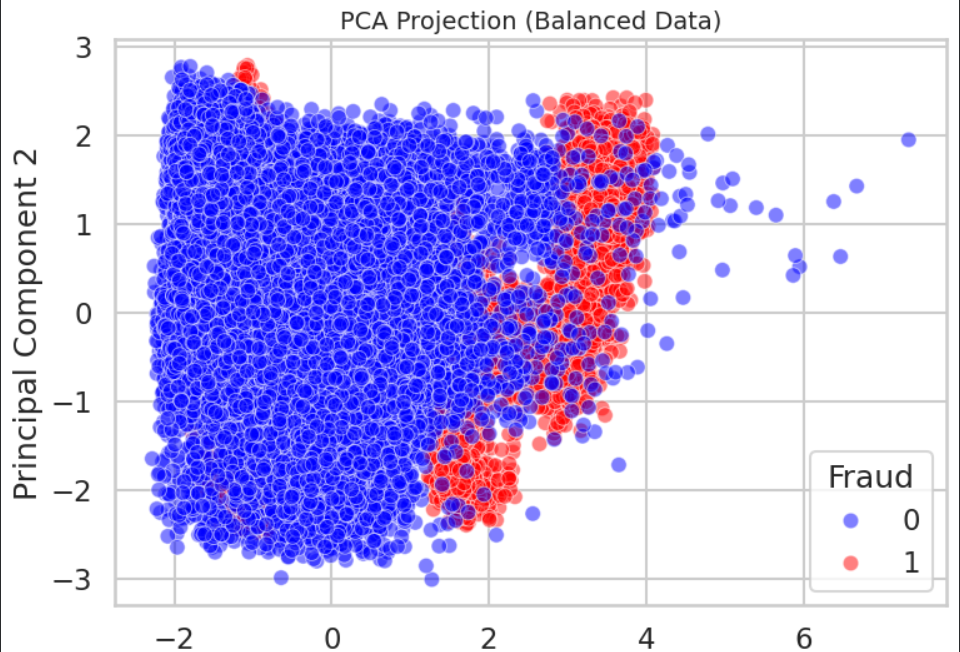 PCA Projection (Balanced Data)
Principal Component 2
3
2
1
0
−1
−2
−3
−2 0 2 4 6
Fraud
0
1